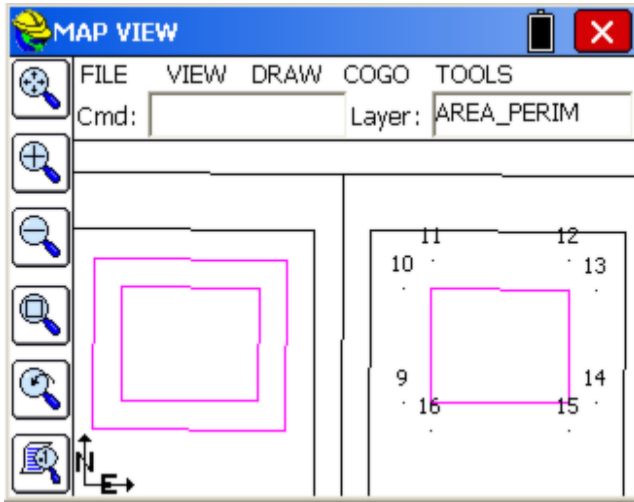 MAP VIEW
FILE VIEW DRAW COGO TOOLS
Cmd: Layer: AREA_PERIM
11 12
10 13
9 14
16 15
N
E